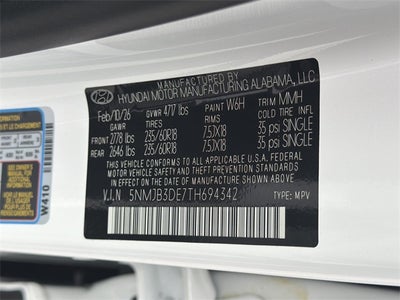 MANUFACTURED BY
HYUNDAI MOTOR MANUFACTURING ALABAMA, LLC
Feb/10/26 GVWR 4717 lbs PAINT W6H TRIM MMH
GAWR TIRES RIMS COLD TIRE INFL
FRONT 2778 lbs 235/60R18 7.5JX18 35 psi SINGLE
REAR 2646 lbs 235/60R18 7.5JX18 35 psi SINGLE
THIS VEHICLE CONFORMS TO ALL APPLICABLE U.S.A. FEDERAL
MOTOR VEHICLE SAFETY AND THEFT PREVENTION STANDARDS IN
EFFECT ON THE DATE OF MANUFACTURE SHOWN ABOVE.
V.I.N 5NMJB3DE7TH694342 TYPE: MPV
W410